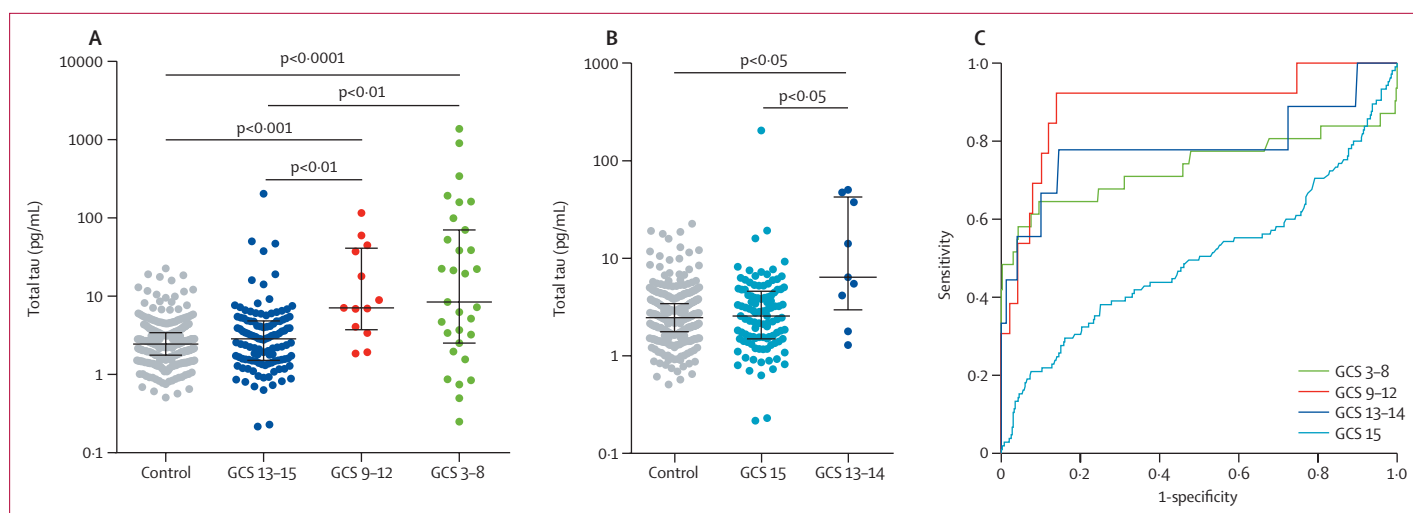 A
Total tau (pg/mL)
10000
1000
100
10
1
0·1
p<0·0001
p<0·01
p<0·001
p<0·01
Control
GCS 13–15
GCS 9–12
GCS 3–8
B
Total tau (pg/mL)
1000
100
10
1
0·1
p<0·05
p<0·05
Control
GCS 15
GCS 13–14
C
Sensitivity
1·0
0·8
0·6
0·4
0·2
0
0
0·2
0·4
0·6
0·8
1.0
1-specificity
GCS 3–8
GCS 9–12
GCS 13–14
GCS 15